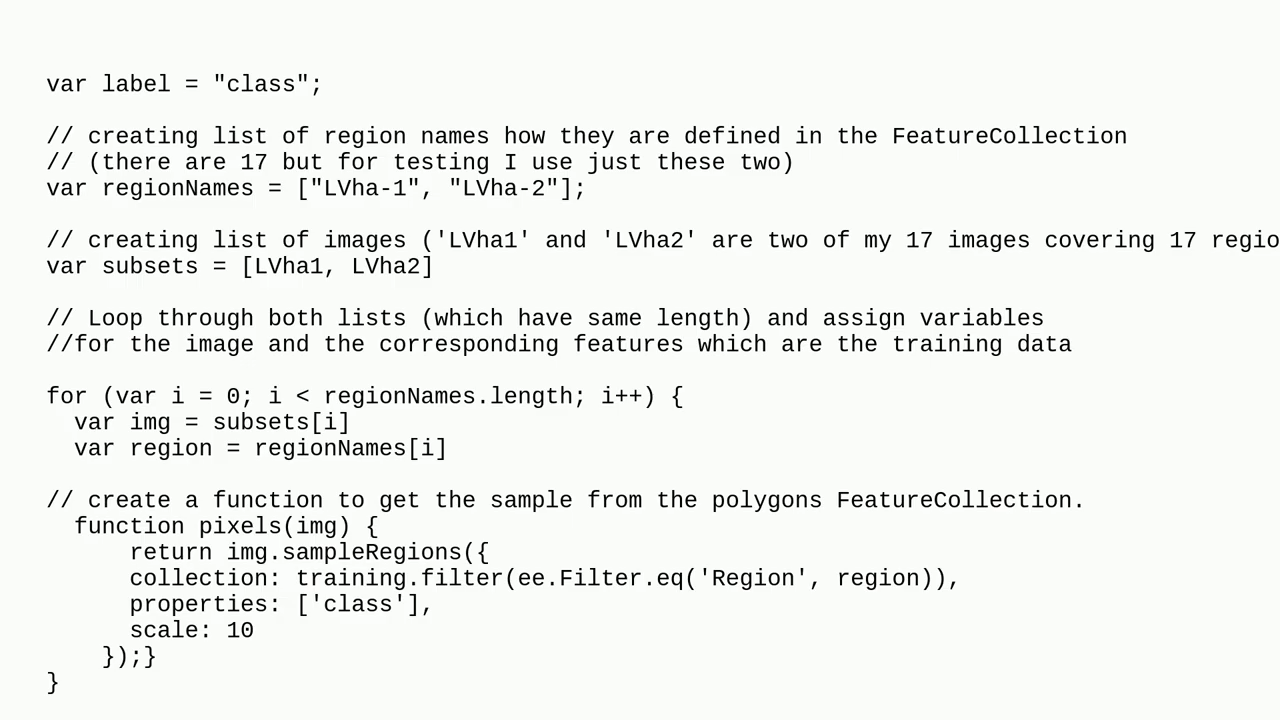 var label = "class";
// creating list of region names how they are defined in the FeatureCollection
// (there are 17 but for testing I use just these two)
var regionNames = ["LVha-1", "LVha-2"];
// creating list of images ('LVha1' and 'LVha2' are two of my 17 images covering 17 regio
var subsets = [LVha1, LVha2]
// Loop through both lists (which have same length) and assign variables
//for the image and the corresponding features which are the training data
for (var i = 0; i < regionNames.length; i++) {
  var img = subsets[i]
  var region = regionNames[i]
// create a function to get the sample from the polygons FeatureCollection.
  function pixels(img) {
      return img.sampleRegions({
      collection: training.filter(ee.Filter.eq('Region', region)),
      properties: ['class'],
      scale: 10
    });}
}